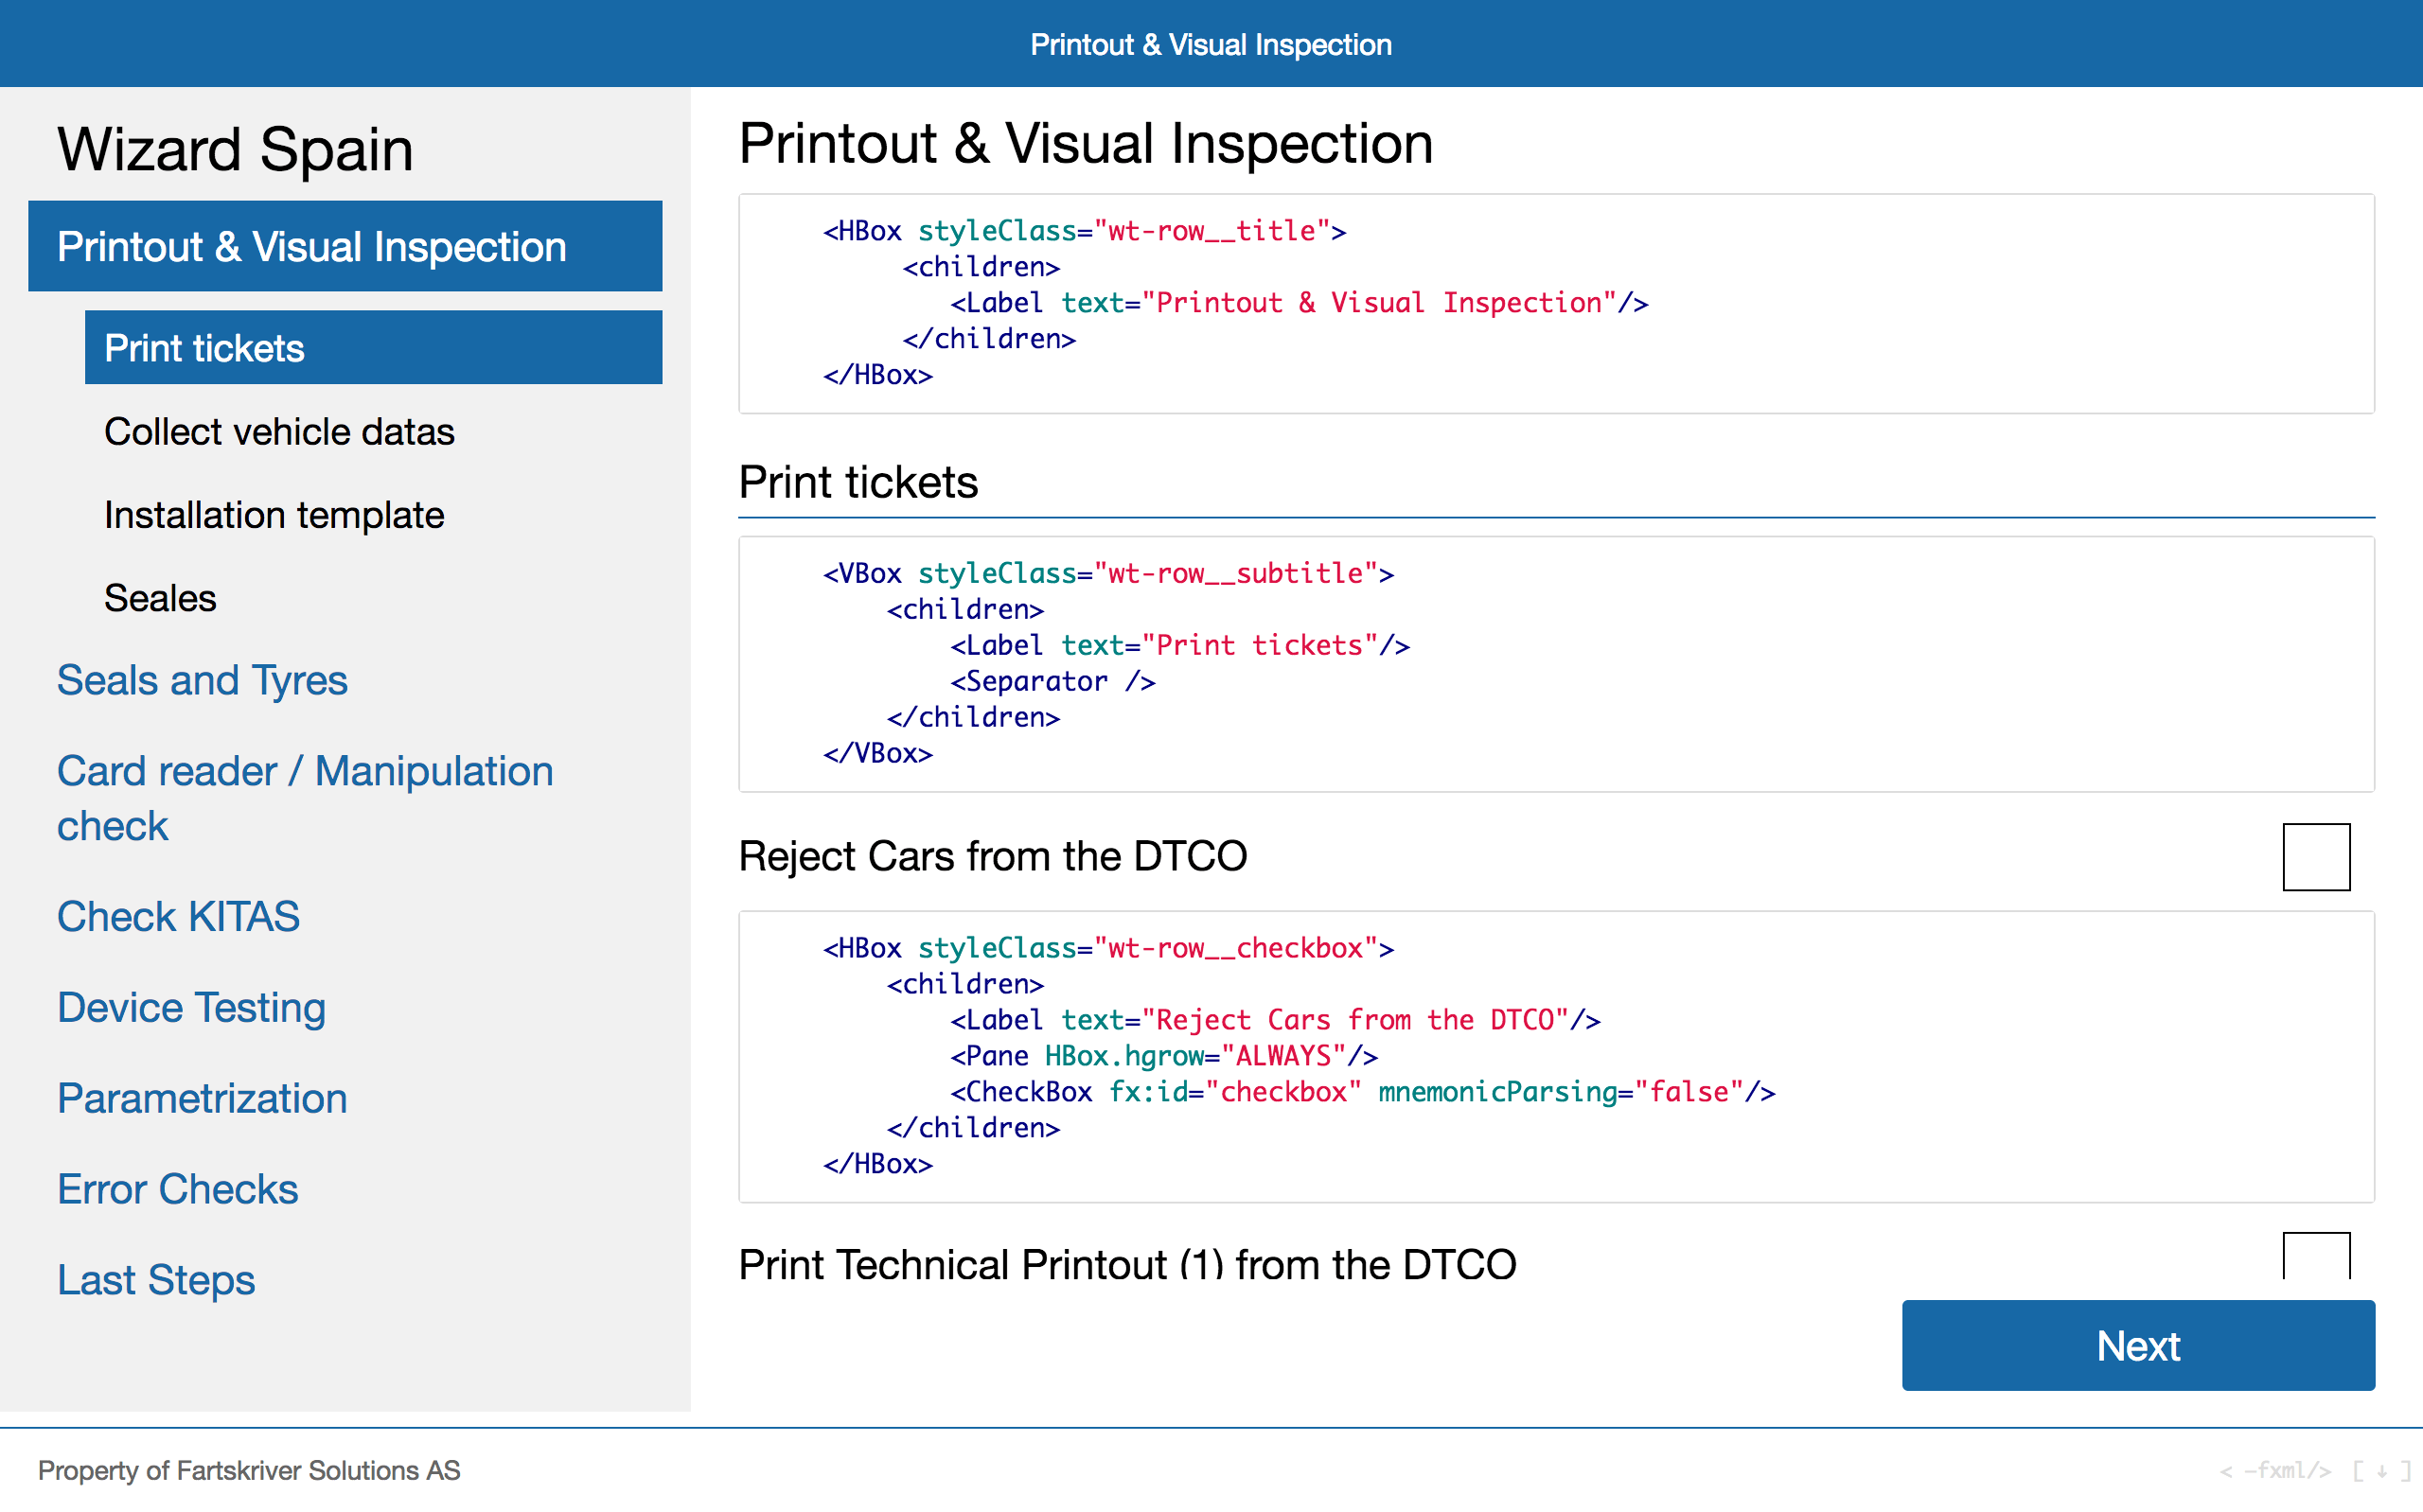 Printout & Visual Inspection
Wizard Spain
Printout & Visual Inspection
Print tickets
Collect vehicle datas
Installation template
Seales
Seals and Tyres
Card reader / Manipulation
check
Check KITAS
Device Testing
Parametrization
Error Checks
Last Steps
Printout & Visual Inspection
<HBox styleClass="wt-row__title">
<children>
<Label text="Printout & Visual Inspection"/>
</children>
</HBox>
Print tickets
<VBox styleClass="wt-row__subtitle">
<children>
<Label text="Print tickets"/>
<Separator />
</children>
</VBox>
Reject Cars from the DTCO
<HBox styleClass="wt-row__checkbox">
<children>
<Label text="Reject Cars from the DTCO"/>
<Pane HBox.hgrow="ALWAYS"/>
<CheckBox fx:id="checkbox" mnemonicParsing="false"/>
</children>
</HBox>
Print Technical Printout (1) from the DTCO
Next
Property of Fartskriver Solutions AS
< -fxml/> [ ↓ ]